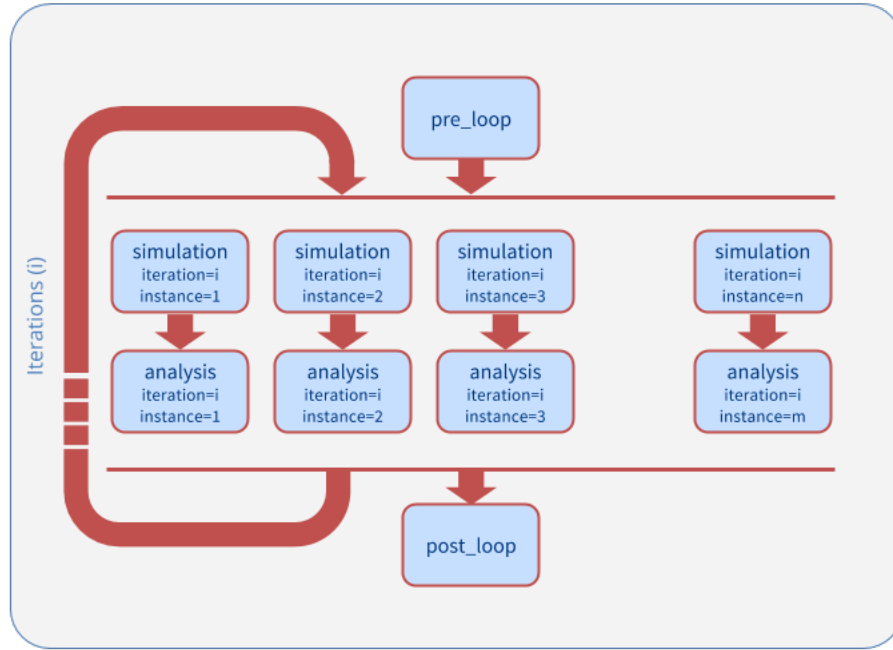 pre_loop
Iterations (i)
simulation
iteration=i
instance=1
simulation
iteration=i
instance=2
simulation
iteration=i
instance=3
simulation
iteration=i
instance=n
analysis
iteration=i
instance=1
analysis
iteration=i
instance=2
analysis
iteration=i
instance=3
analysis
iteration=i
instance=m
post_loop